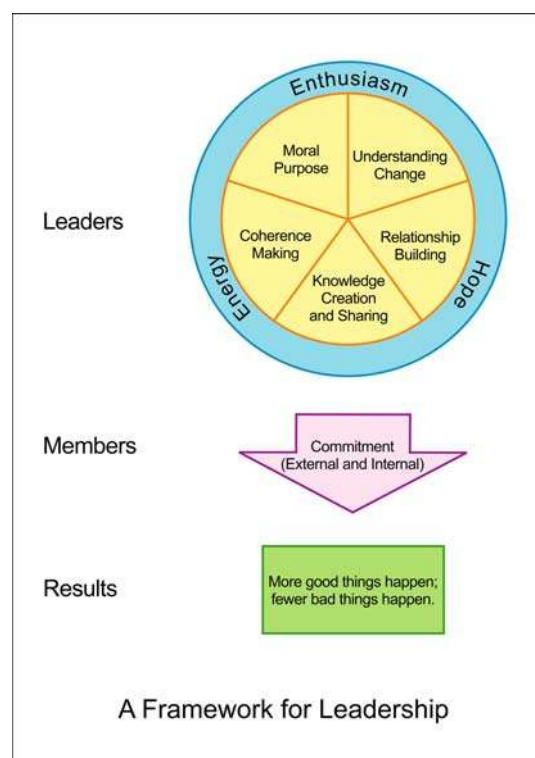 Enthusiasm
Moral
Purpose
Understanding
Change
Leaders
Coherence
Making
Relationship
Building
Knowledge
Creation
and Sharing
Energy
Hope
Members
Commitment
(External and Internal)
Results
More good things happen;
fewer bad things happen.
A Framework for Leadership